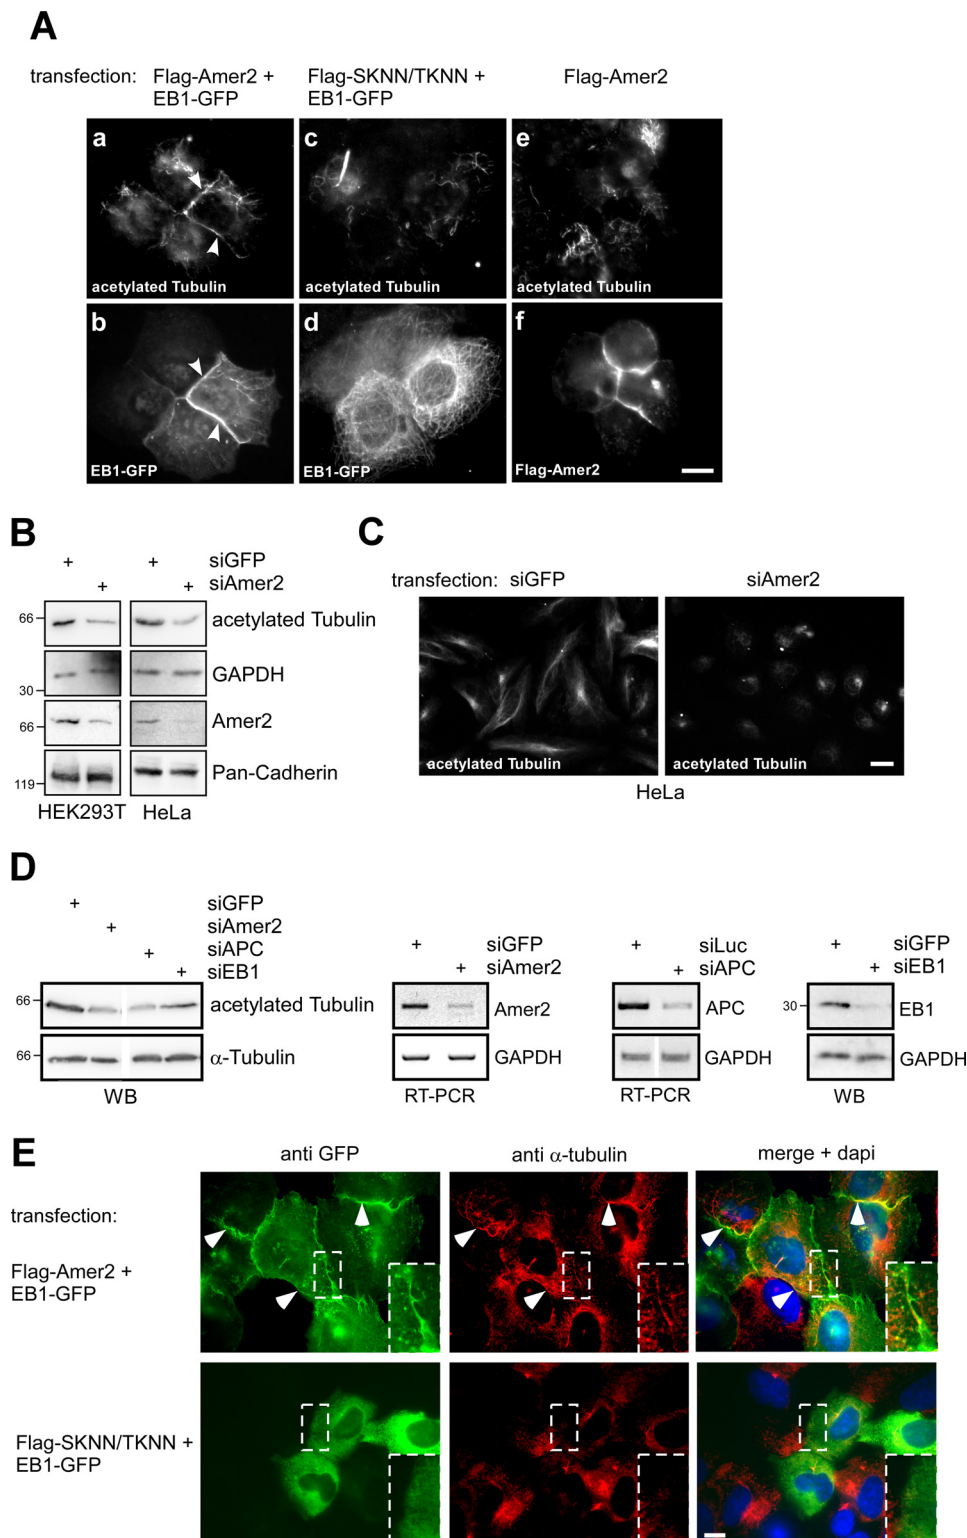 A
transfection: Flag-Amer2 + EB1-GFP
Flag-SKNN/TKNN + EB1-GFP
Flag-Amer2
a
acetylated Tubulin
c
acetylated Tubulin
e
acetylated Tubulin
b
EB1-GFP
d
EB1-GFP
f
Flag-Amer2
B
+ + siGFP
+ + siAmer2
66 acetylated Tubulin
GAPDH
30
66 Amer2
Pan-Cadherin
119
HEK293T HeLa
C
transfection: siGFP siAmer2
acetylated Tubulin acetylated Tubulin
HeLa
D
+ siGFP
+ siAmer2
+ siAPC
+ siEB1
66 acetylated Tubulin
66 α-Tubulin
WB
+ siGFP
+ siAmer2
Amer2
GAPDH
RT-PCR
+ siLuc
+ siAPC
APC
GAPDH
RT-PCR
+ siGFP
+ siEB1
30 EB1
GAPDH
WB
E
anti GFP anti α-tubulin merge + dapi
transfection:
Flag-Amer2 +
EB1-GFP
Flag-SKNN/TKNN +
EB1-GFP